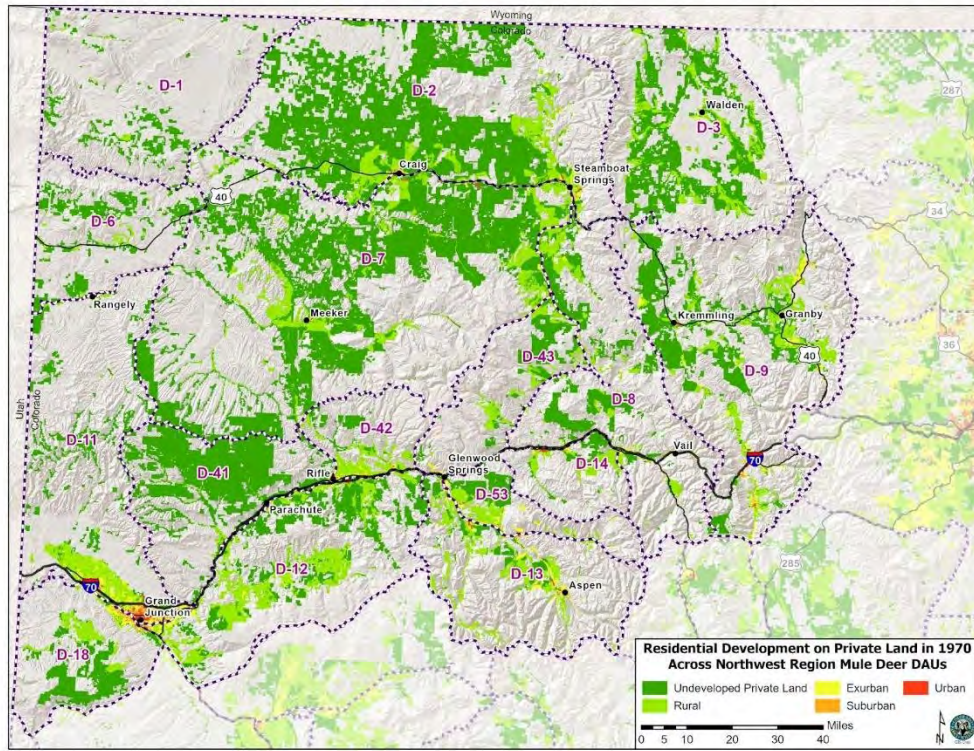 Wyoming
Colorado
D-1
D-2
287
Walden
D-3
Craig
Steamboat
Springs
40
34
D-6
D-7
Rangely
Meeker
Kremmling
Granby
36
40
D-43
D-9
D-8
Utah
Colorado
D-11
D-42
D-41
Glenwood
Springs
Vail
70
D-14
Rifle
D-53
Parachute
285
D-12
D-13
Aspen
70
Grand
Junction
D-18
Residential Development on Private Land in 1970
Across Northwest Region Mule Deer DAUs
Undeveloped Private Land
Exurban
Urban
Rural
Suburban
Miles
0 5 10 20 30 40
N